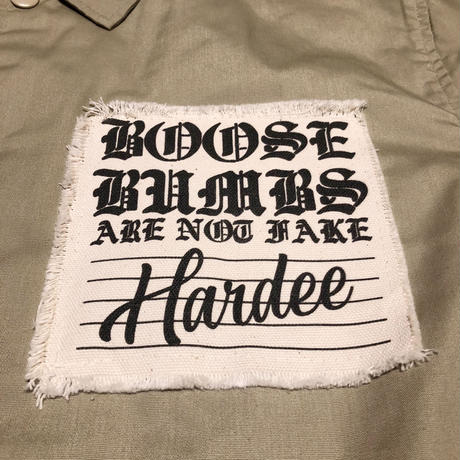 BOOSE
BUMBS
ARE NOT FAKE
Hardee